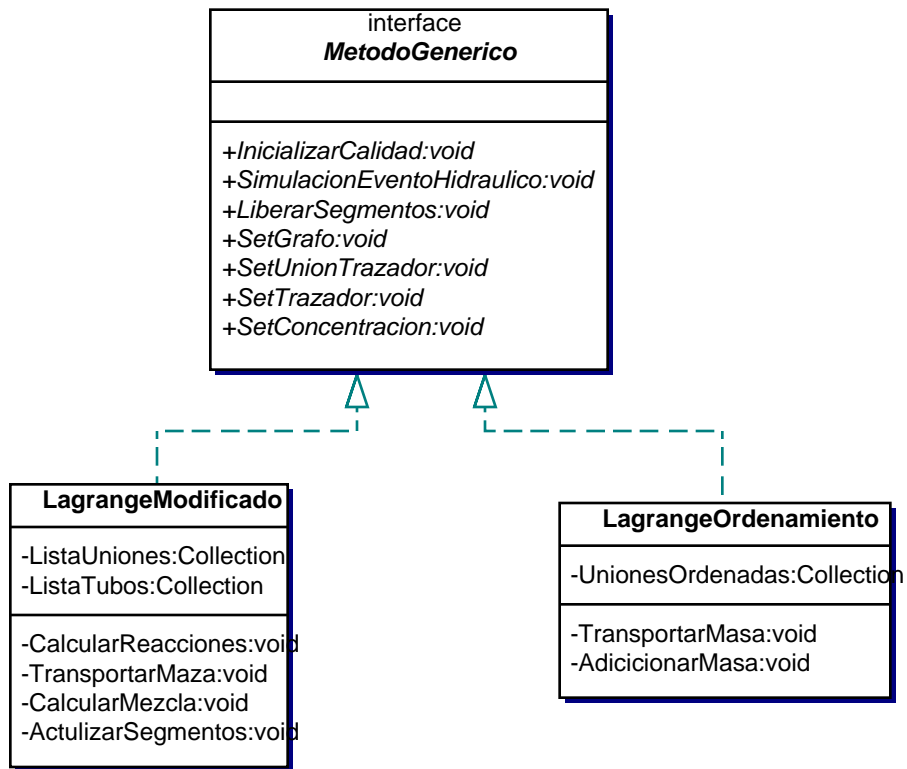 interface
MetodoGenerico
+InicializarCalidad:void
+SimulacionEventoHidraulico:void
+LiberarSegmentos:void
+SetGrafo:void
+SetUnionTrazador:void
+SetTrazador:void
+SetConcentracion:void
LagrangeModificado
-ListaUniones:Collection
-ListaTubos:Collection
-CalcularReacciones:void
-TransportarMaza:void
-CalcularMezcla:void
-ActulizarSegmentos:void
LagrangeOrdenamiento
-UnionesOrdenadas:Collection
-TransportarMasa:void
-AdicicionarMasa:void